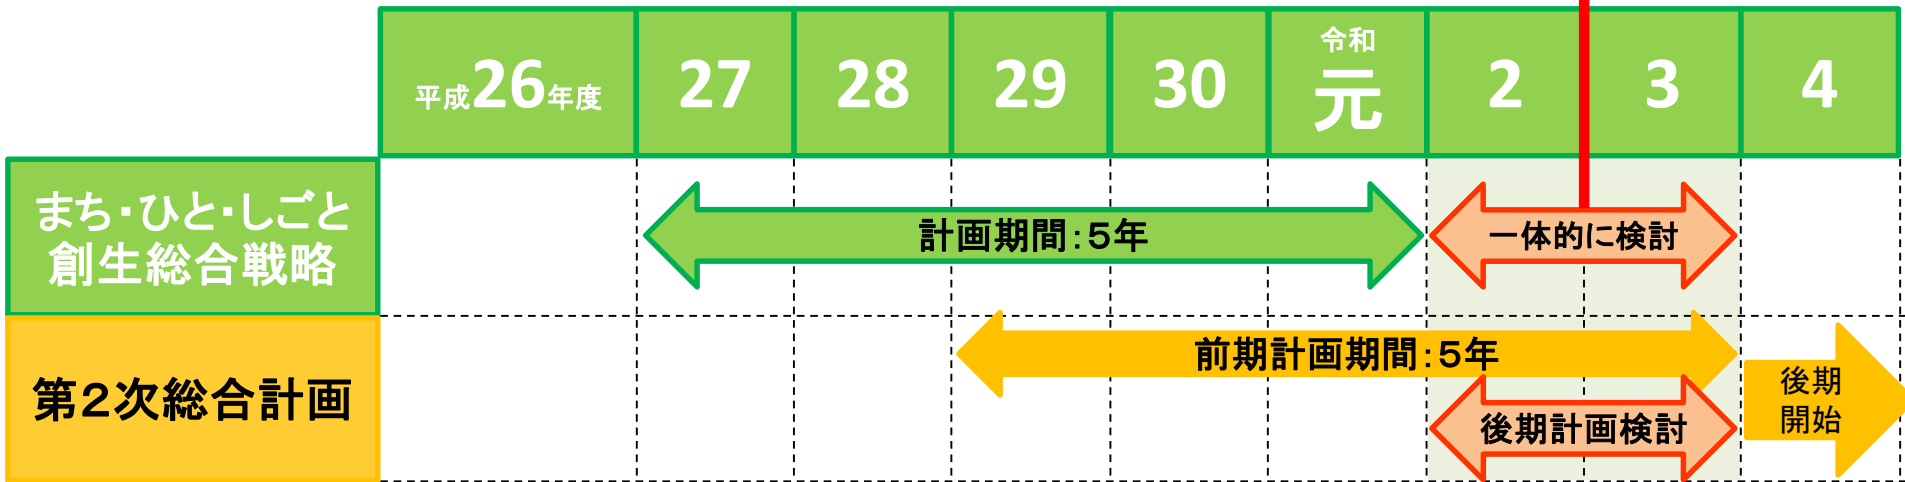 平成26年度 27 28 29 30 令和元 2 3 4
まち・ひと・しごと
創生総合戦略
計画期間：５年
一体的に検討
第２次総合計画
前期計画期間：５年
後期計画検討
後期
開始